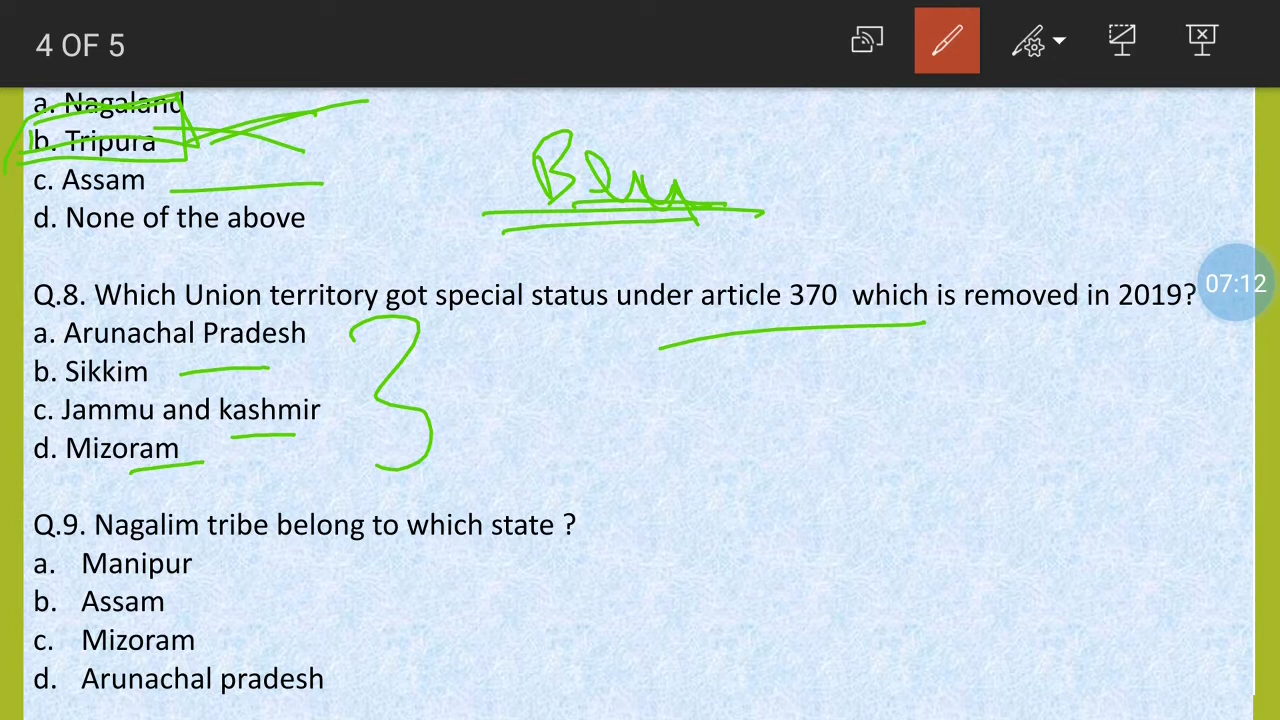 4 OF 5
a. Nagaland
b. Tripura
c. Assam
d. None of the above
Q.8. Which Union territory got special status under article 370 which is removed in 2019?
07:12
a. Arunachal Pradesh
b. Sikkim
c. Jammu and kashmir
d. Mizoram
Q.9. Nagalim tribe belong to which state ?
a. Manipur
b. Assam
c. Mizoram
d. Arunachal pradesh